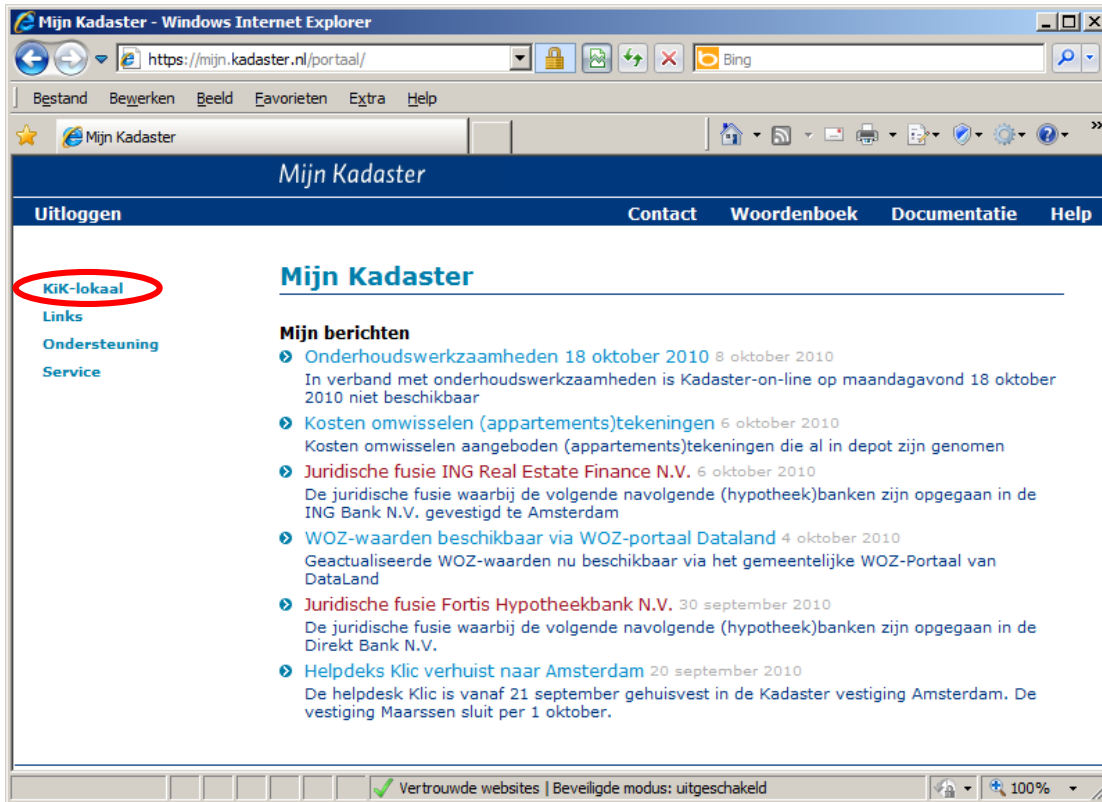 Mijn Kadaster - Windows Internet Explorer
https://mijn.kadaster.nl/portaal/
Bing
Bestand Bewerken Beeld Favorieten Extra Help
Mijn Kadaster
»
Mijn Kadaster
Uitloggen Contact Woordenboek Documentatie Help
KiK-lokaal
Links
Ondersteuning
Service
Mijn Kadaster
Mijn berichten
Onderhoudswerkzaamheden 18 oktober 2010 8 oktober 2010
In verband met onderhoudswerkzaamheden is Kadaster-on-line op maandagavond 18 oktober
2010 niet beschikbaar
Kosten omwisselen (appartements)tekeningen 6 oktober 2010
Kosten omwisselen aangeboden (appartements)tekeningen die al in depot zijn genomen
Juridische fusie ING Real Estate Finance N.V. 6 oktober 2010
De juridische fusie waarbij de volgende navolgende (hypotheek)banken zijn opgegaan in de
ING Bank N.V. gevestigd te Amsterdam
WOZ-waarden beschikbaar via WOZ-portaal Dataland 4 oktober 2010
Geactualiseerde WOZ-waarden nu beschikbaar via het gemeentelijke WOZ-Portaal van
DataLand
Juridische fusie Fortis Hypotheekbank N.V. 30 september 2010
De juridische fusie waarbij de volgende navolgende (hypotheek)banken zijn opgegaan in de
Direkt Bank N.V.
Helpdeks Klic verhuist naar Amsterdam 20 september 2010
De helpdesk Klic is vanaf 21 september gehuisvest in de Kadaster vestiging Amsterdam. De
vestiging Maarssen sluit per 1 oktober.
Vertrouwde websites | Beveiligde modus: uitgeschakeld 100%